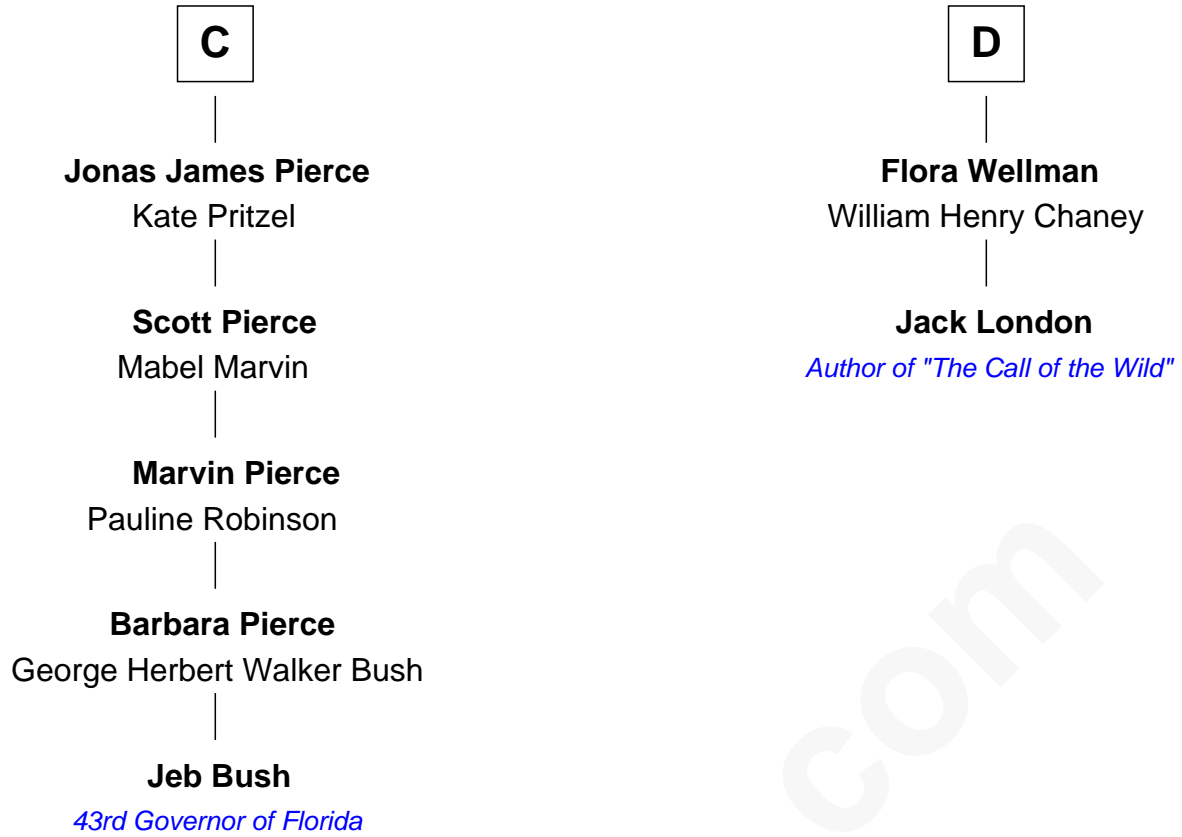 C
Jonas James Pierce
Kate Pritzel
Scott Pierce
Mabel Marvin
Marvin Pierce
Pauline Robinson
Barbara Pierce
George Herbert Walker Bush
Jeb Bush
43rd Governor of Florida
D
Flora Wellman
William Henry Chaney
Jack London
Author of "The Call of the Wild"
com